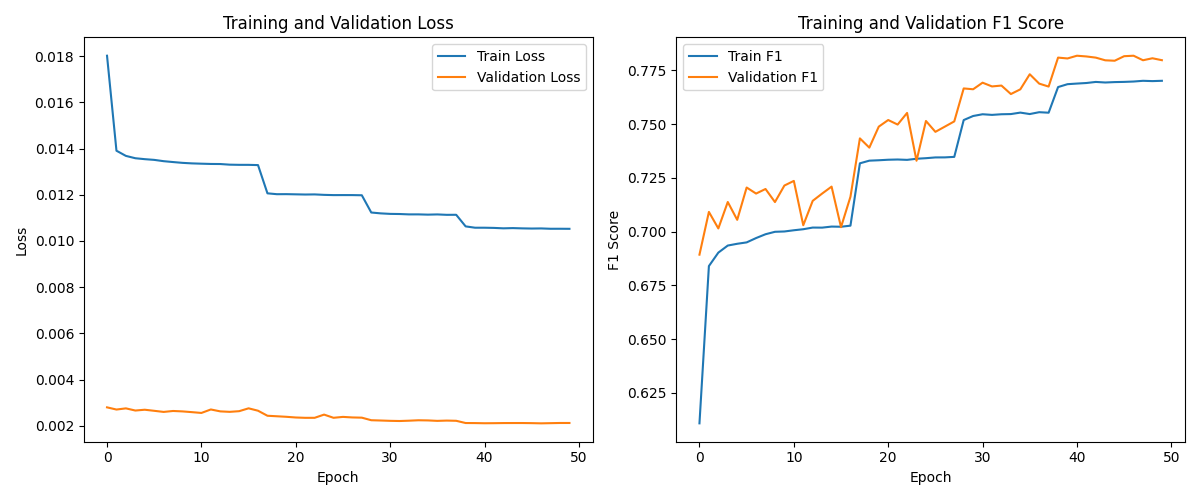 Training and Validation Loss
Train Loss
Validation Loss
0.018
0.016
0.014
0.012
0.010
0.008
0.006
0.004
0.002
Loss
0 10 20 30 40 50
Epoch
Training and Validation F1 Score
Train F1
Validation F1
0.775
0.750
0.725
0.700
0.675
0.650
0.625
F1 Score
0 10 20 30 40 50
Epoch